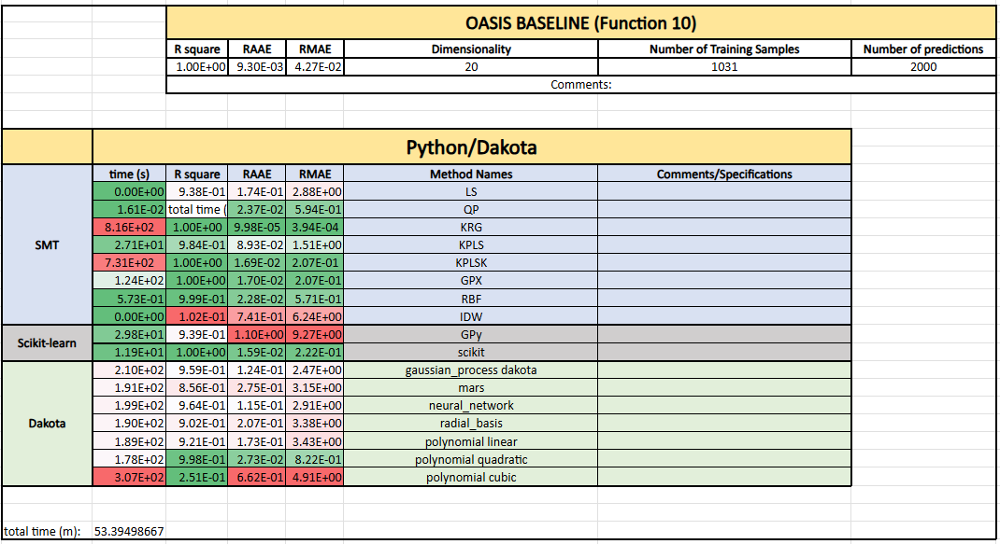 OASIS BASELINE (Function 10)
R square RAAE RMAE Dimensionality Number of Training Samples Number of predictions
1.00E+00 9.30E-03 4.27E-02 20 1031 2000
Comments:
Python/Dakota
time (s) R square RAAE RMAE Method Names Comments/Specifications
SMT
0.00E+00 9.38E-01 1.74E-01 2.88E+00 LS
1.61E-02 total time ( 2.37E-02 5.94E-01 QP
8.16E+02 1.00E+00 9.98E-05 3.94E-04 KRG
2.71E+01 9.84E-01 8.93E-02 1.51E+00 KPLS
7.31E+02 1.00E+00 1.69E-02 2.07E-01 KPLSK
1.24E+02 1.00E+00 1.70E-02 2.07E-01 GPX
5.73E-01 9.99E-01 2.28E-02 5.71E-01 RBF
0.00E+00 1.02E-01 7.41E-01 6.24E+00 IDW
Scikit-learn
2.98E+01 9.39E-01 1.10E+00 9.27E+00 GPy
1.19E+01 1.00E+00 1.59E-02 2.22E-01 scikit
Dakota
2.10E+02 9.59E-01 1.24E-01 2.47E+00 gaussian_process dakota
1.91E+02 8.56E-01 2.75E-01 3.15E+00 mars
1.99E+02 9.64E-01 1.15E-01 2.91E+00 neural_network
1.90E+02 9.02E-01 2.07E-01 3.38E+00 radial_basis
1.89E+02 9.21E-01 1.73E-01 3.43E+00 polynomial linear
1.78E+02 9.98E-01 2.73E-02 8.22E-01 polynomial quadratic
3.07E+02 2.51E-01 6.62E-01 4.91E+00 polynomial cubic
total time (m): 53.39498667